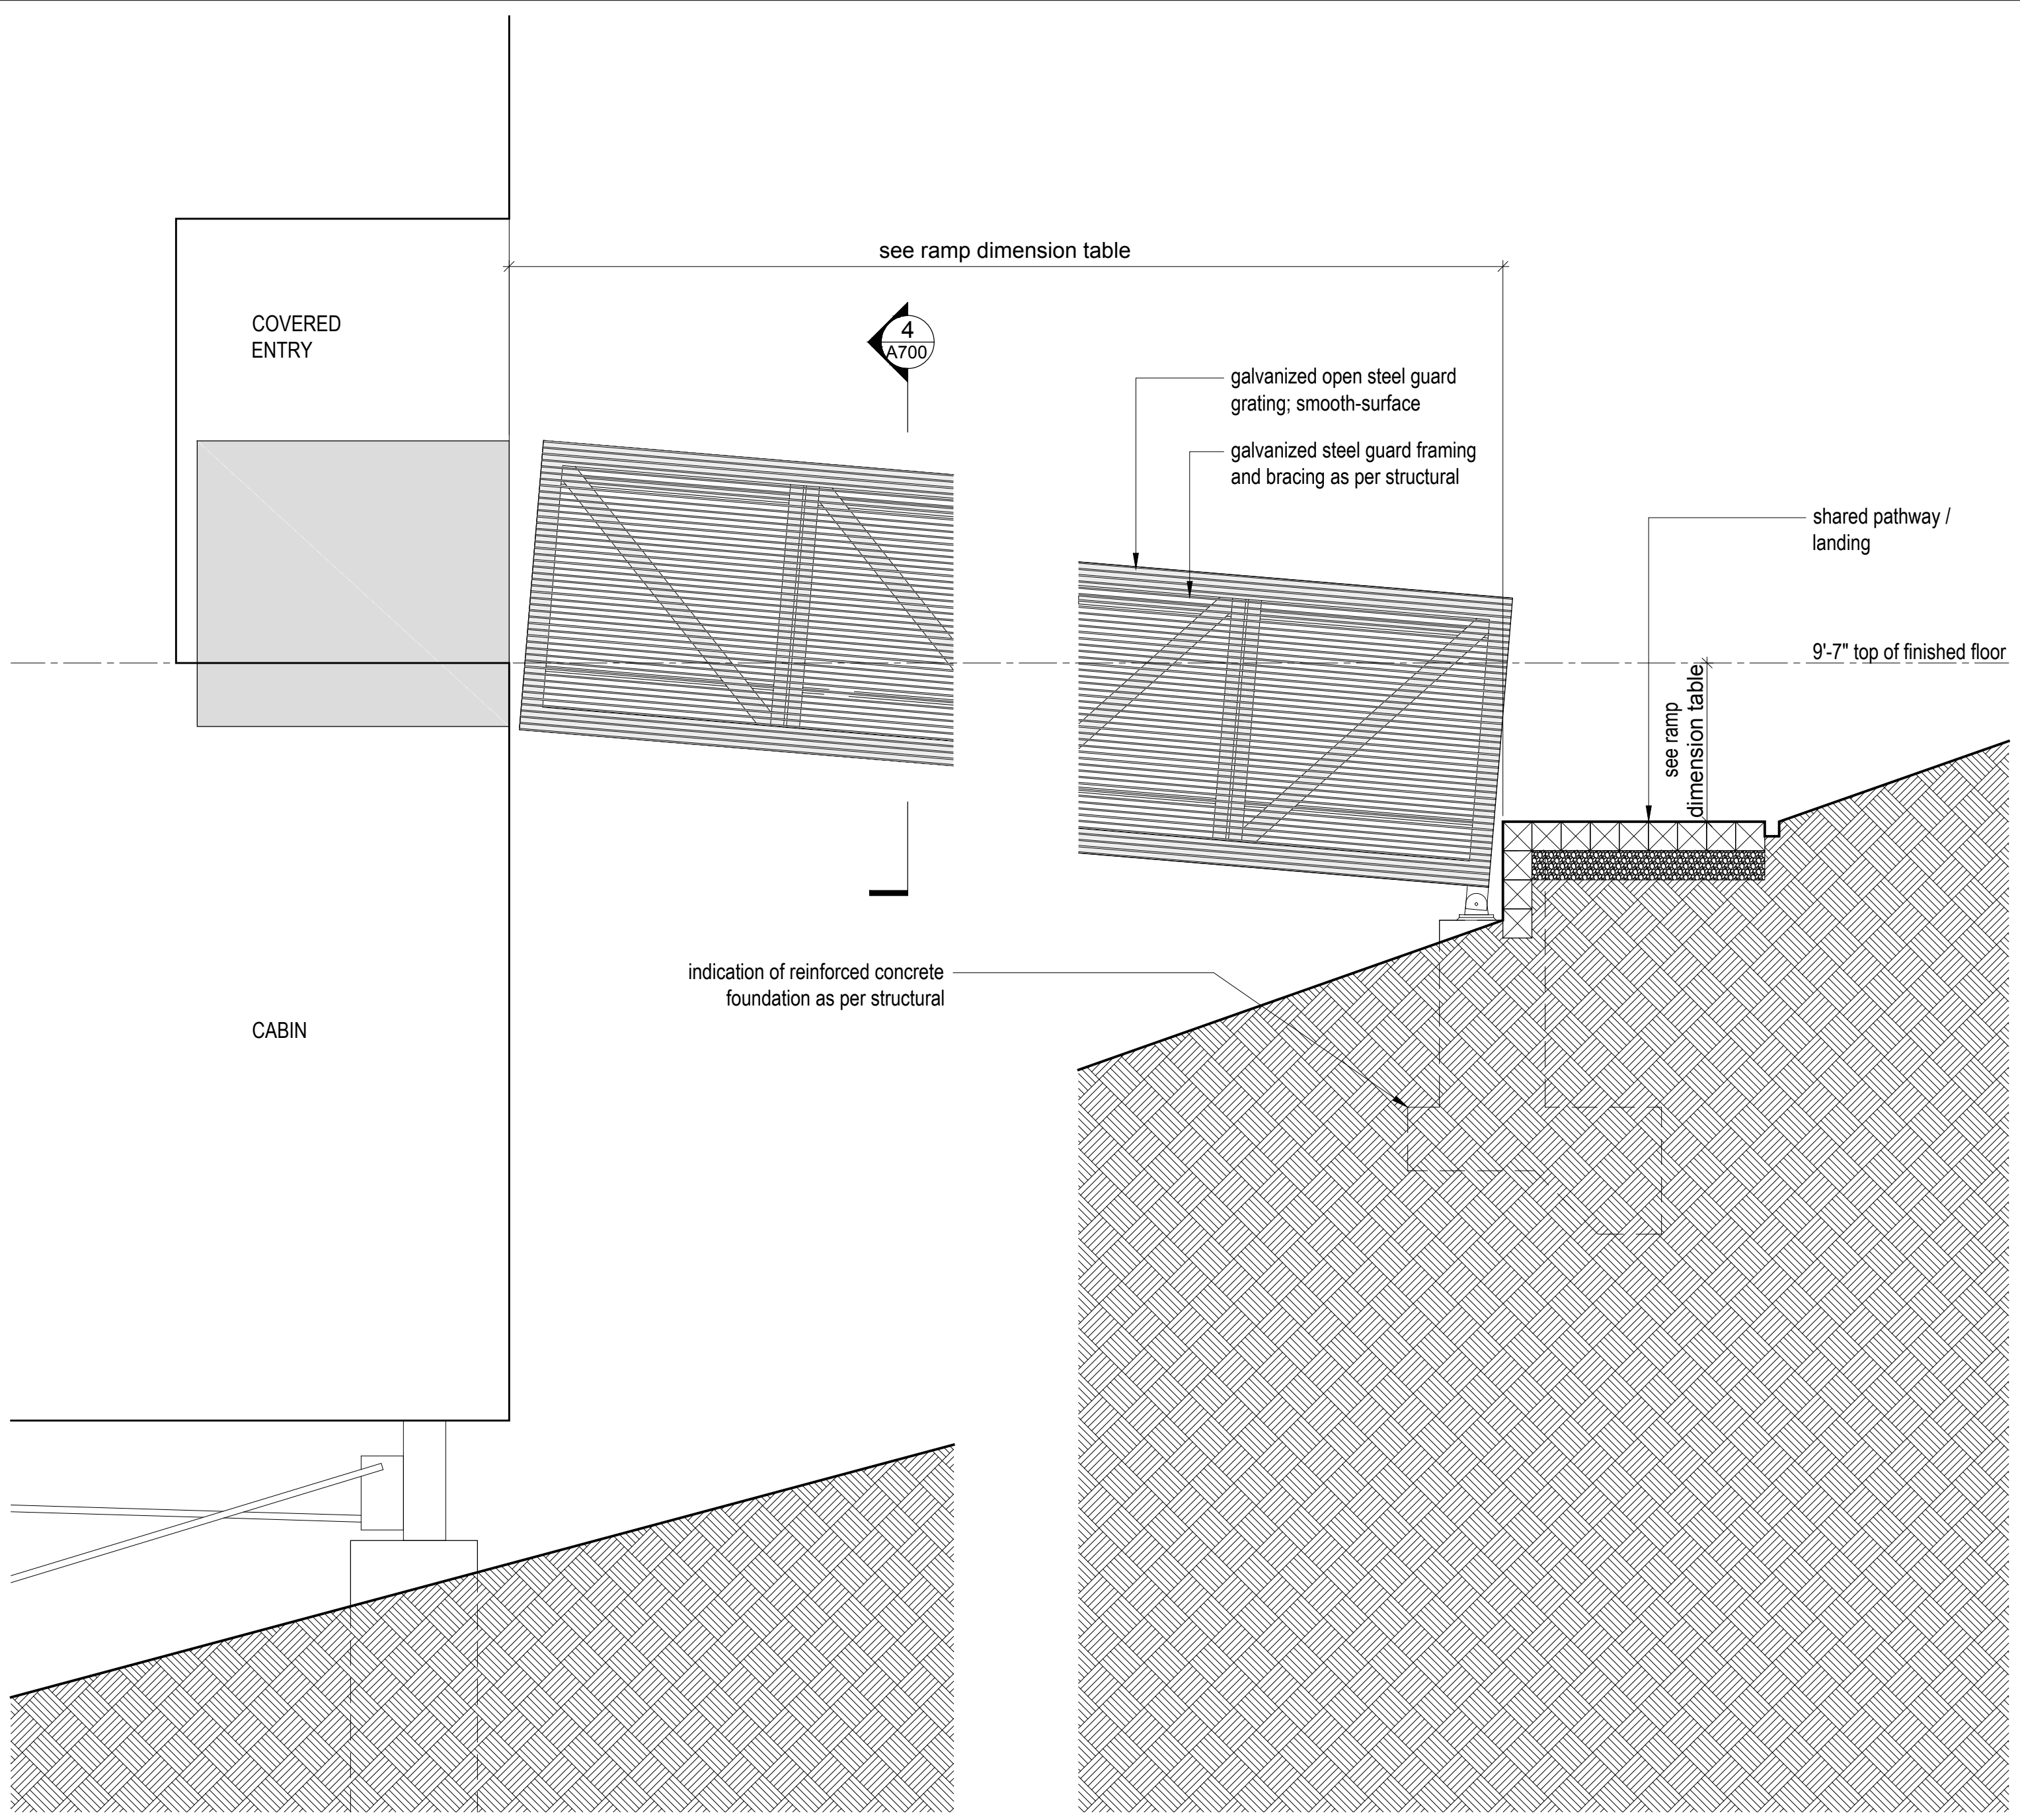 see ramp dimension table
COVERED
ENTRY
4
A700
galvanized open steel guard
grating; smooth-surface
galvanized steel guard framing
and bracing as per structural
shared pathway /
landing
9'-7" top of finished floor
see ramp
dimension table
indication of reinforced concrete
foundation as per structural
CABIN